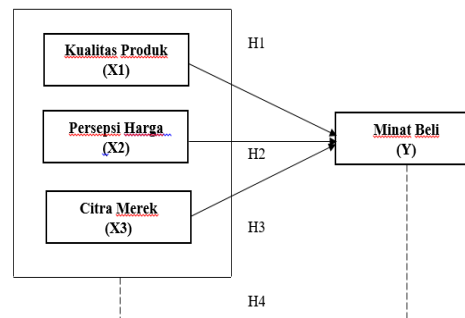 H1
Kualitas Produk
(X1)
Persepsi Harga
(X2)
Minat Beli
(Y)
H2
Citra Merek
(X3)
H3
H4